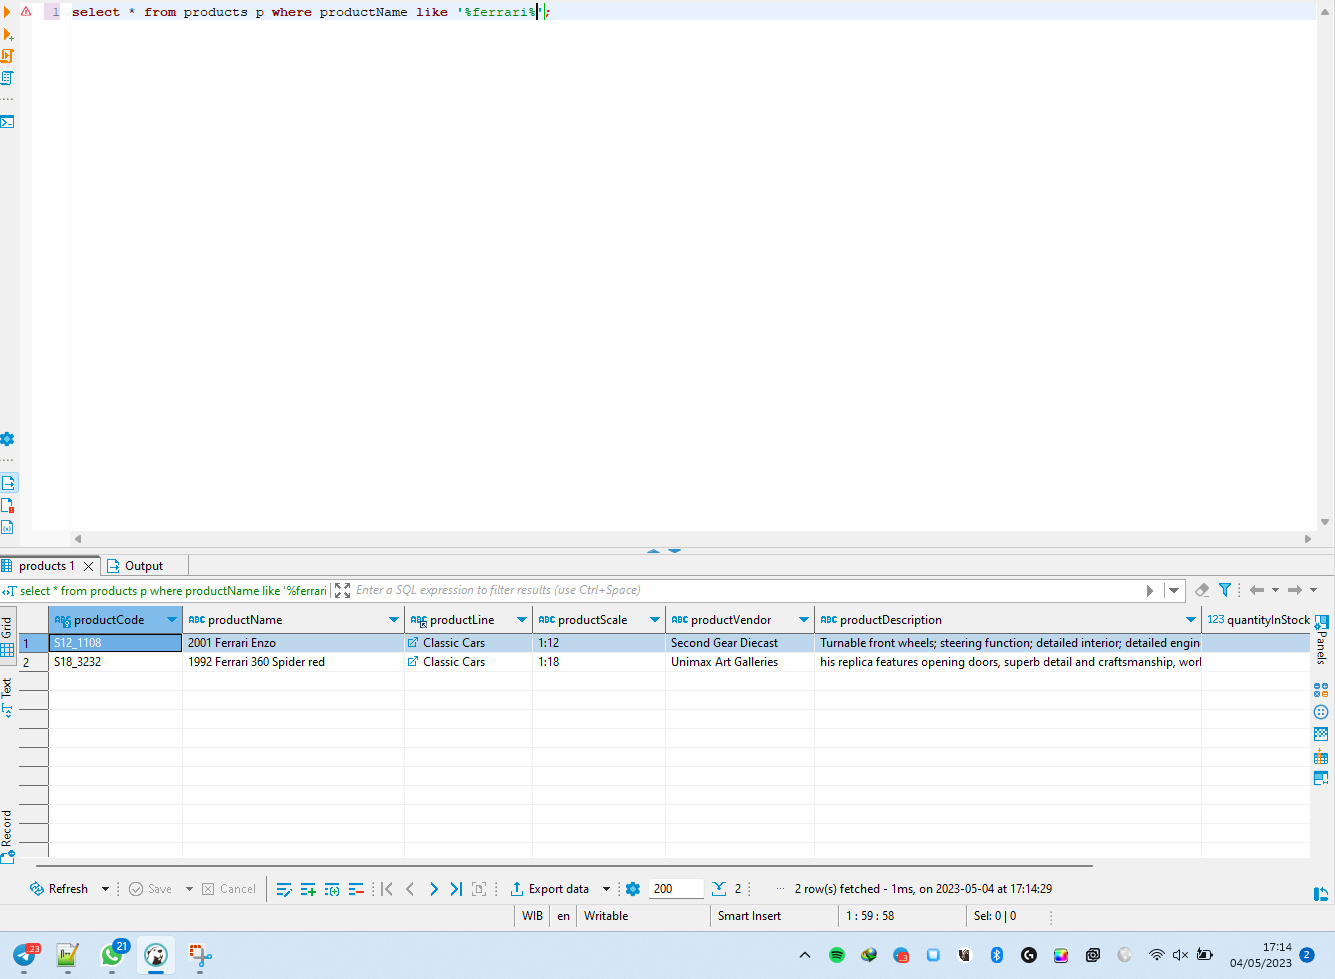 1 select * from products p where productName like '%ferrari%';
products 1
Output
select * from products p where productName like '%ferrari
Enter a SQL expression to filter results (use Ctrl+Space)
Grid
Text
Record
Panels
productCode productName productLine productScale productVendor productDescription 123 quantityInStock
1 S12_1108 2001 Ferrari Enzo Classic Cars 1:12 Second Gear Diecast Turnable front wheels; steering function; detailed interior; detailed engin
2 S18_3232 1992 Ferrari 360 Spider red Classic Cars 1:18 Unimax Art Galleries his replica features opening doors, superb detail and craftsmanship, worl
Refresh Save Cancel Export data 200 2 ... 2 row(s) fetched - 1ms, on 2023-05-04 at 17:14:29
WIB en Writable Smart Insert 1 : 59 : 58 Sel: 0 | 0
23 21 17:14 2
04/05/2023